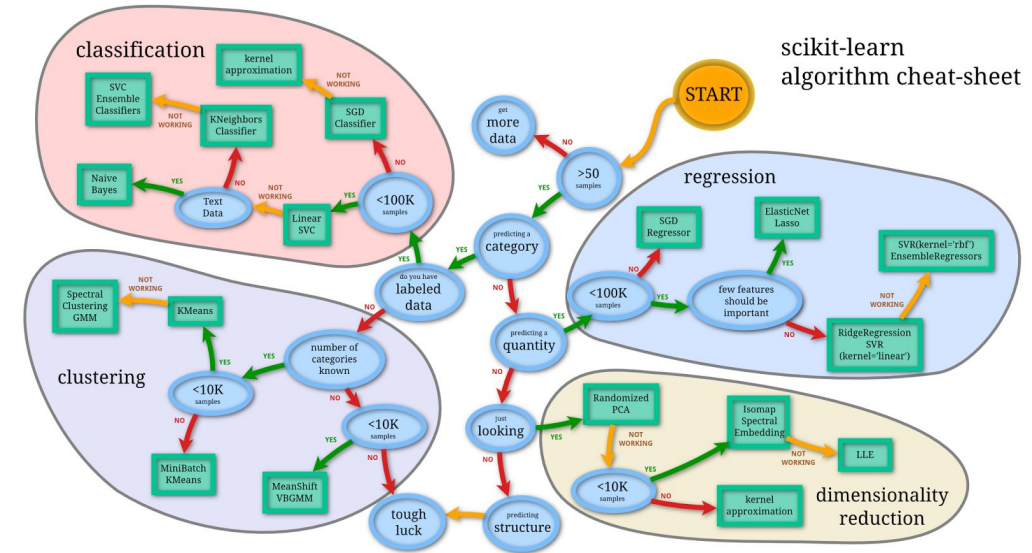 scikit-learn
algorithm cheat-sheet
START
classification
kernel
approximation
NOT
WORKING
SVC
Ensemble
Classifiers
NOT
WORKING
KNeighbors
Classifier
SGD
Classifier
NO
Naive
Bayes
YES
Text
Data
NO
NOT
WORKING
Linear
SVC
YES
<100K
samples
YES
get
more
data
NO
>50
samples
YES
predicting a
category
YES
do you have
labeled
data
NO
NO
predicting a
quantity
YES
NO
just
looking
YES
NO
predicting
structure
tough
luck
regression
SGD
Regressor
NO
<100K
samples
YES
ElasticNet
Lasso
YES
few features
should be
important
NO
SVR(kernel='rbf')
EnsembleRegressors
NOT
WORKING
RidgeRegression
SVR
(kernel='linear')
clustering
Spectral
Clustering
GMM
NOT
WORKING
KMeans
YES
<10K
samples
NO
MiniBatch
KMeans
YES
number of
categories
known
NO
<10K
samples
YES
NO
MeanShift
VBGMM
Randomized
PCA
NOT
WORKING
<10K
samples
YES
NO
Isomap
Spectral
Embedding
NOT
WORKING
LLE
kernel
approximation
dimensionality
reduction